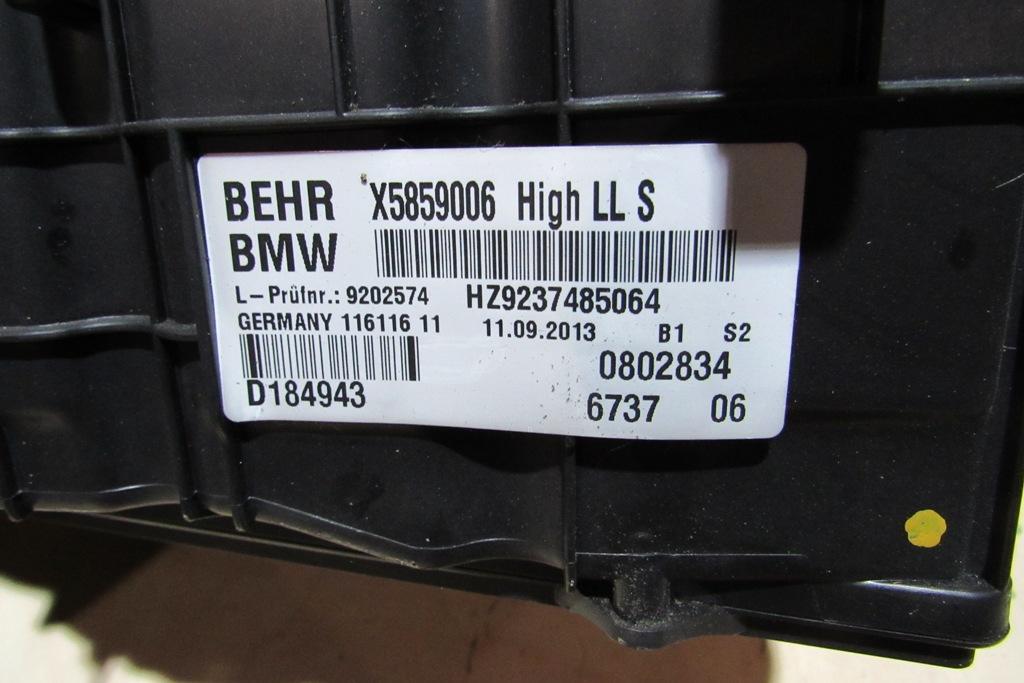 BEHR X5859006 High LL S
BMW
L-Prüfnr.: 9202574 HZ9237485064
GERMANY 116116 11 11.09.2013 B1 S2
0802834
D184943 6737 06